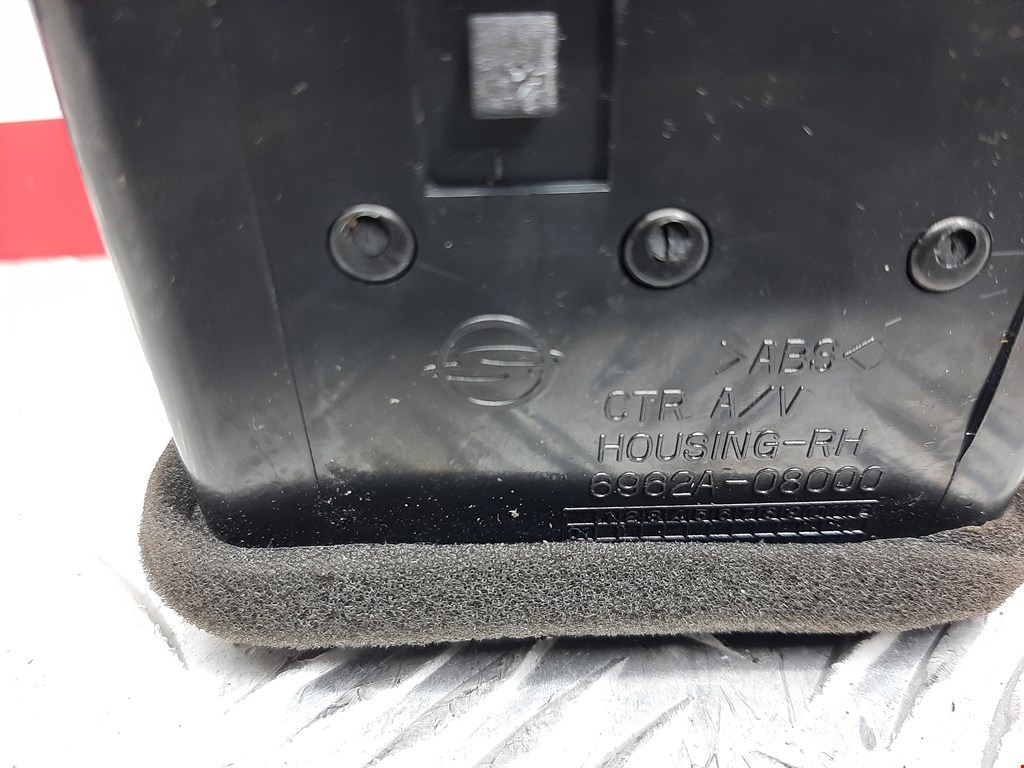 >ABS<
CTR A/V
HOUSING-RH
6962A-08000